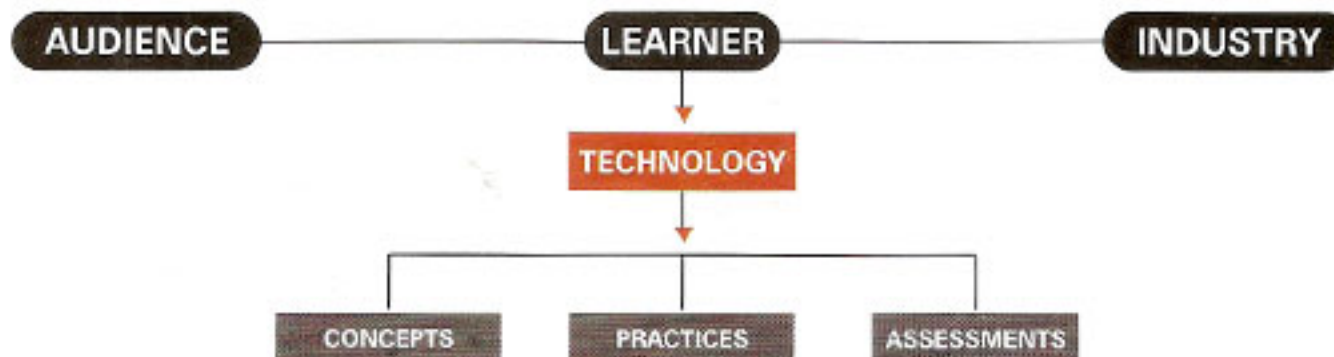 AUDIENCE LEARNER INDUSTRY
TECHNOLOGY
CONCEPTS PRACTICES ASSESSMENTS